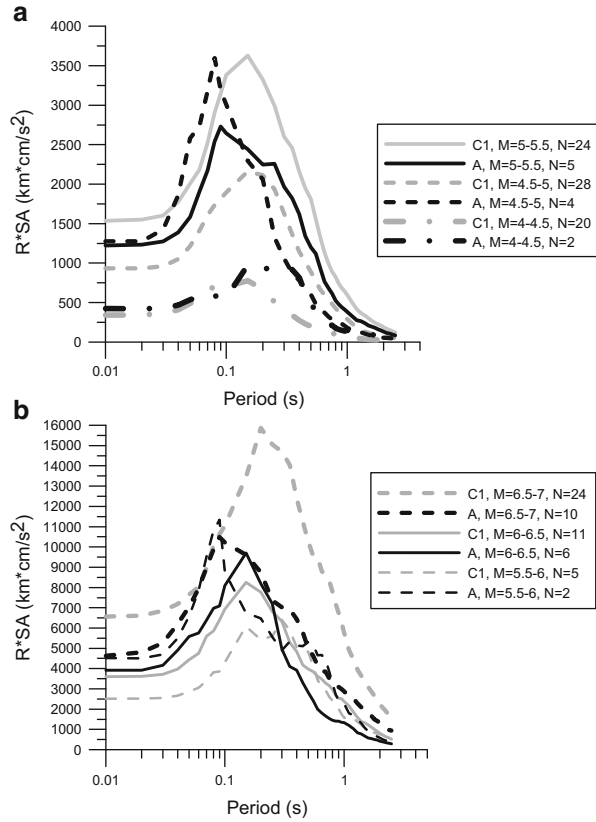 a
4000
3500
3000
2500
2000
1500
1000
500
0
R*SA (km*cm/s²)
0.01
0.1
1
Period (s)
C1, M=5-5.5, N=24
A, M=5-5.5, N=5
C1, M=4.5-5, N=28
A, M=4.5-5, N=4
C1, M=4-4.5, N=20
A, M=4-4.5, N=2
b
16000
15000
14000
13000
12000
11000
10000
9000
8000
7000
6000
5000
4000
3000
2000
1000
0
R*SA (km*cm/s²)
0.01
0.1
1
Period (s)
C1, M=6.5-7, N=24
A, M=6.5-7, N=10
C1, M=6-6.5, N=11
A, M=6-6.5, N=6
C1, M=5.5-6, N=5
A, M=5.5-6, N=2